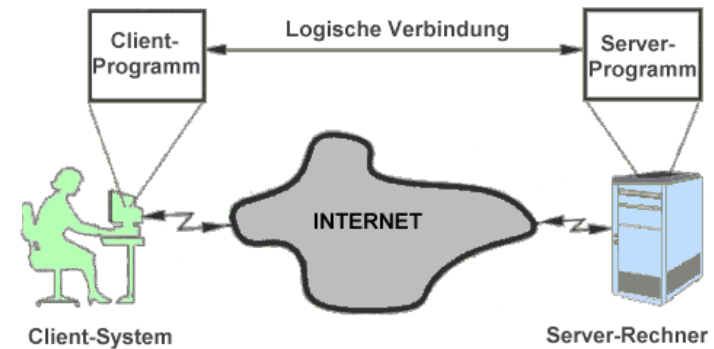 Client-
Programm
Logische Verbindung
Server-
Programm
INTERNET
Client-System
Server-Rechner